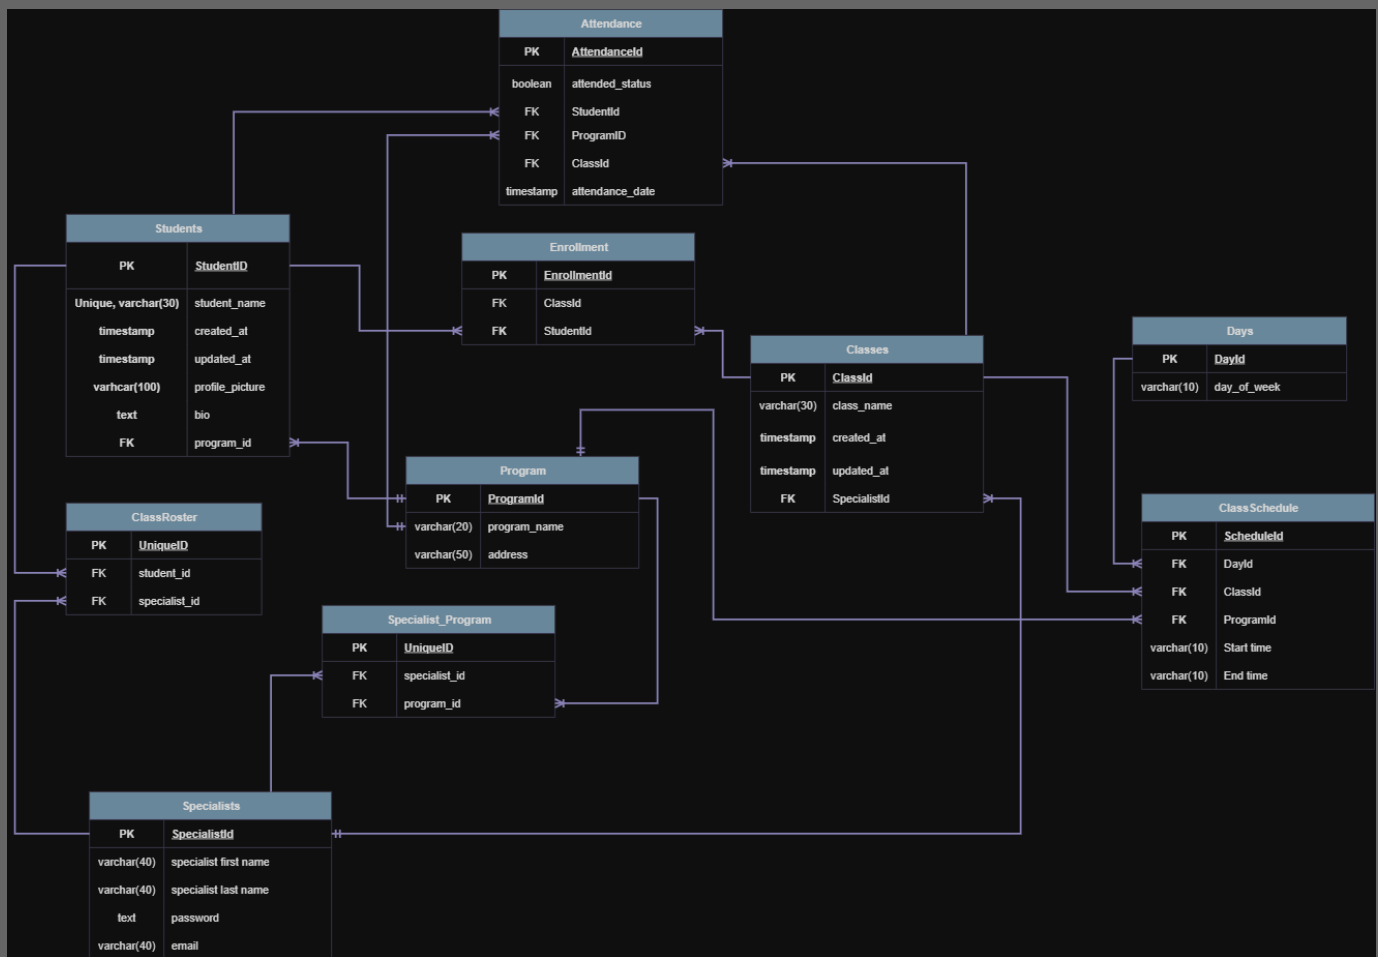 Attendance
PK AttendanceId
boolean attended_status
FK StudentId
FK ProgramID
FK ClassId
timestamp attendance_date
Students
PK StudentID
Unique, varchar(30) student_name
timestamp created_at
timestamp updated_at
varhcar(100) profile_picture
text bio
FK program_id
Enrollment
PK EnrollmentId
FK ClassId
FK StudentId
Classes
PK ClassId
varchar(30) class_name
timestamp created_at
timestamp updated_at
FK SpecialistId
Days
PK DayId
varchar(10) day_of_week
Program
PK ProgramId
varchar(20) program_name
varchar(50) address
ClassRoster
PK UniqueID
FK student_id
FK specialist_id
ClassSchedule
PK ScheduleId
FK DayId
FK ClassId
FK ProgramId
varchar(10) Start time
varchar(10) End time
Specialist_Program
PK UniqueID
FK specialist_id
FK program_id
Specialists
PK SpecialistId
varchar(40) specialist first name
varchar(40) specialist last name
text password
varchar(40) email